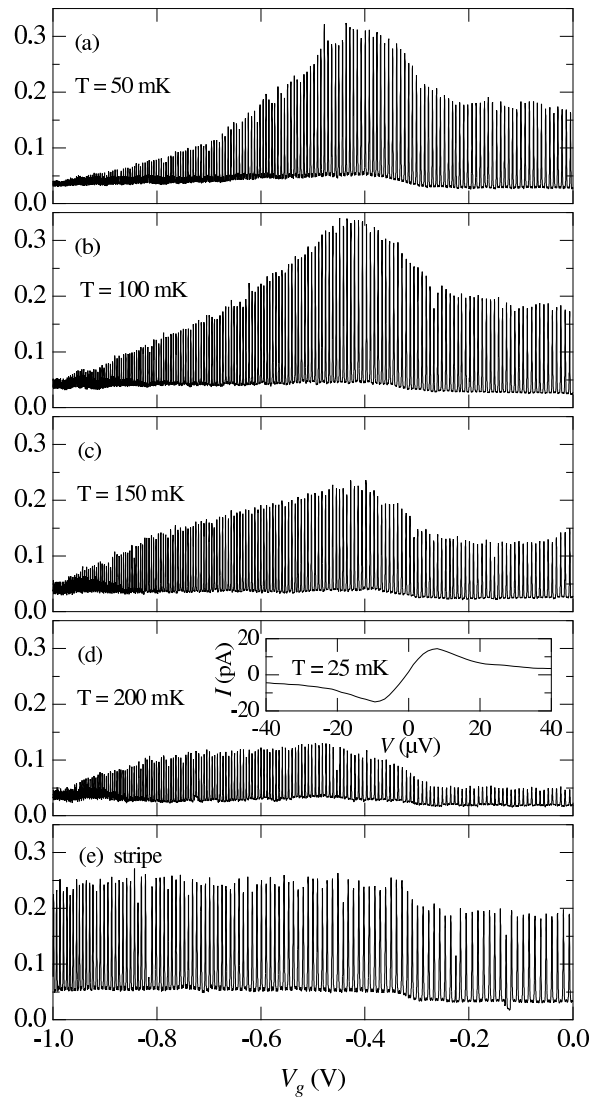 0.3
(a)
T = 50 mK
0.2
0.1
0.0
0.3
(b)
T = 100 mK
0.2
0.1
0.0
0.3
(c)
T = 150 mK
0.2
0.1
0.0
0.3
(d)
T = 200 mK
0.2
0.1
0.0
20
0
-20
I (pA)
T = 25 mK
-40 -20 0 20 40
V (μV)
0.3
(e) stripe
0.2
0.1
0.0
-1.0 -0.8 -0.6 -0.4 -0.2 0.0
Vg (V)